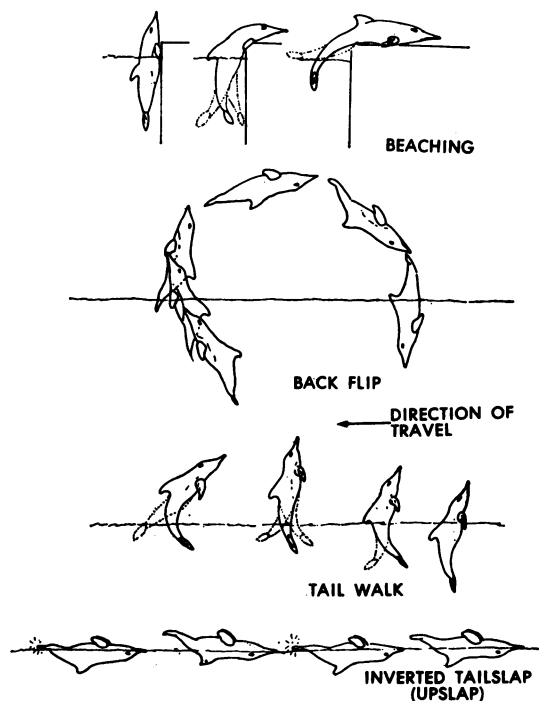 BEACHING
BACK FLIP
DIRECTION OF
TRAVEL
TAIL WALK
INVERTED TAILSLAP
(UPSLAP)